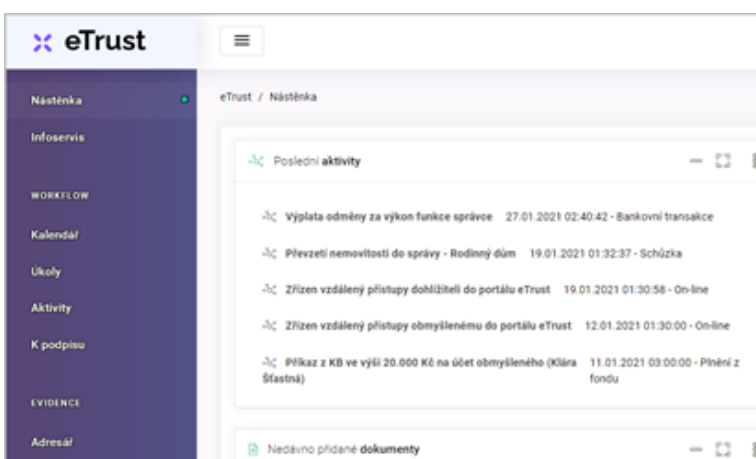 eTrust
Nástěnka
Infoservis
WORKFLOW
Kalendář
Úkoly
Aktivity
K podpisu
EVIDENCE
Adresář
eTrust / Nástěnka
Poslední aktivity
Výplata odměny za výkon funkce správce 27.01.2021 02:40:42 - Bankovní transakce
Převzetí nemovitosti do správy - Rodinný dům 19.01.2021 01:32:37 - Schůzka
Zřízen vzdálený přístupy dohlížiteli do portálu eTrust 19.01.2021 01:30:58 - On-line
Zřízen vzdálený přístupy obmyšlenému do portálu eTrust 12.01.2021 01:30:00 - On-line
Příkaz z KB ve výši 20.000 Kč na účet obmyšleného (Klára 11.01.2021 03:00:00 - Plnění z
Šťastná) fondu
Nedávno přidané dokumenty